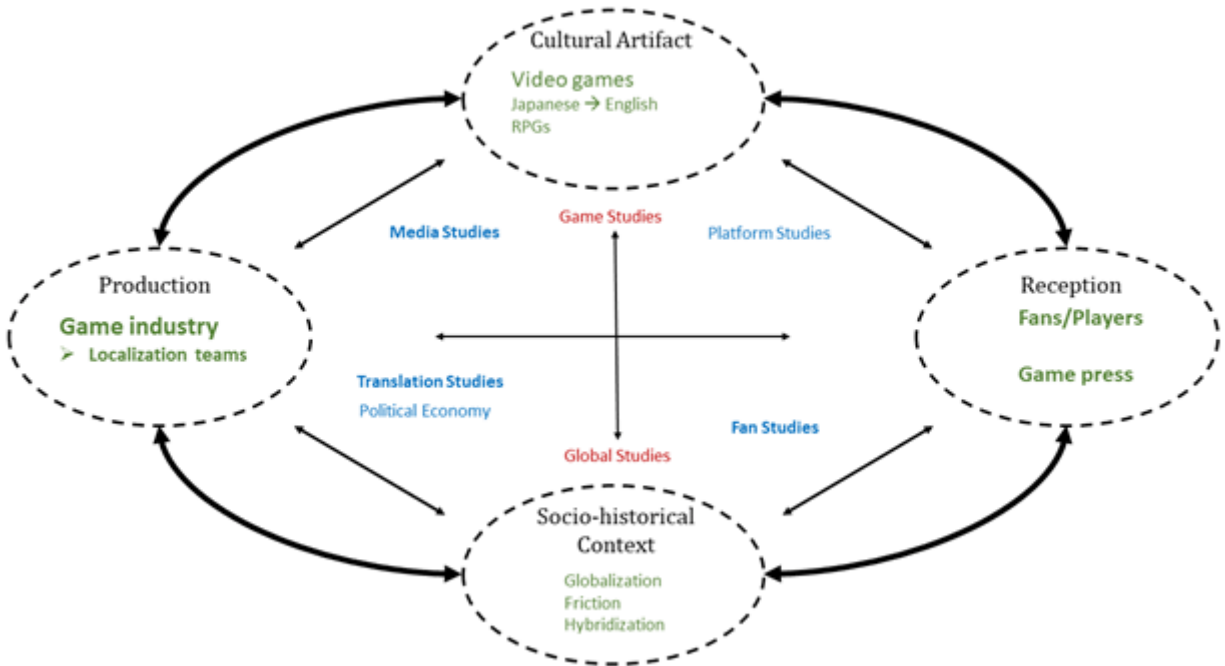 Cultural Artifact
Video games
Japanese → English
RPGs
Game Studies
Media Studies
Platform Studies
Production
Game industry
➢ Localization teams
Reception
Fans/Players
Game press
Translation Studies
Political Economy
Fan Studies
Global Studies
Socio-historical
Context
Globalization
Friction
Hybridization